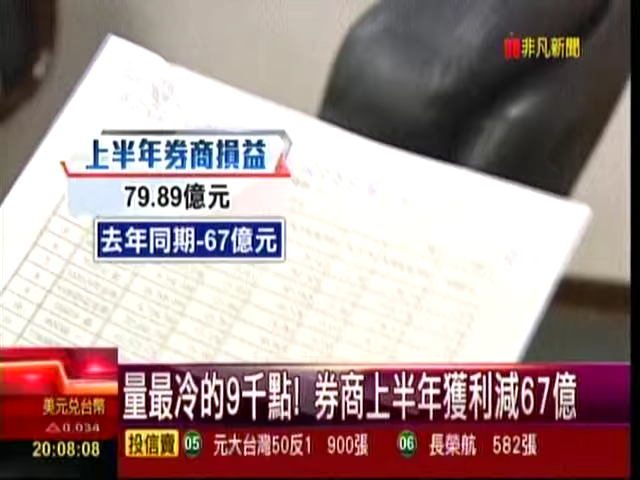 非凡新聞
上半年券商損益
79.89億元
去年同期-67億元
量最冷的9千點! 券商上半年獲利減67億
美元兌台幣
△0.034
20:08:08
投信賣 05 元大台灣50反1 900張 06 長榮航 582張